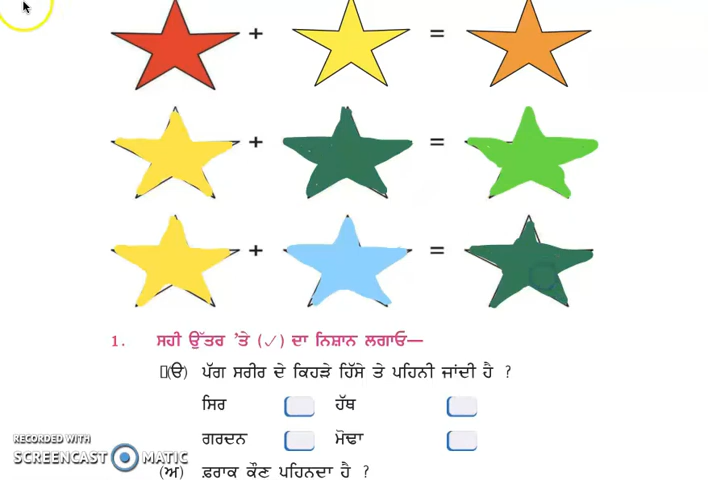 + =
+ =
+ =
1. ਸਹੀ ਉੱਤਰ 'ਤੇ (✓) ਦਾ ਨਿਸ਼ਾਨ ਲਗਾਓ—
(ੳ) ਪੱਗ ਸਰੀਰ ਦੇ ਕਿਹੜੇ ਹਿੱਸੇ ਤੇ ਪਹਿਨੀ ਜਾਂਦੀ ਹੈ ?
ਸਿਰ ਹੱਥ
ਗਰਦਨ ਮੋਢਾ
(ਅ) ਫ਼ਰਾਕ ਕੌਣ ਪਹਿਨਦਾ ਹੈ ?
RECORDED WITH
SCREENCAST MATIC